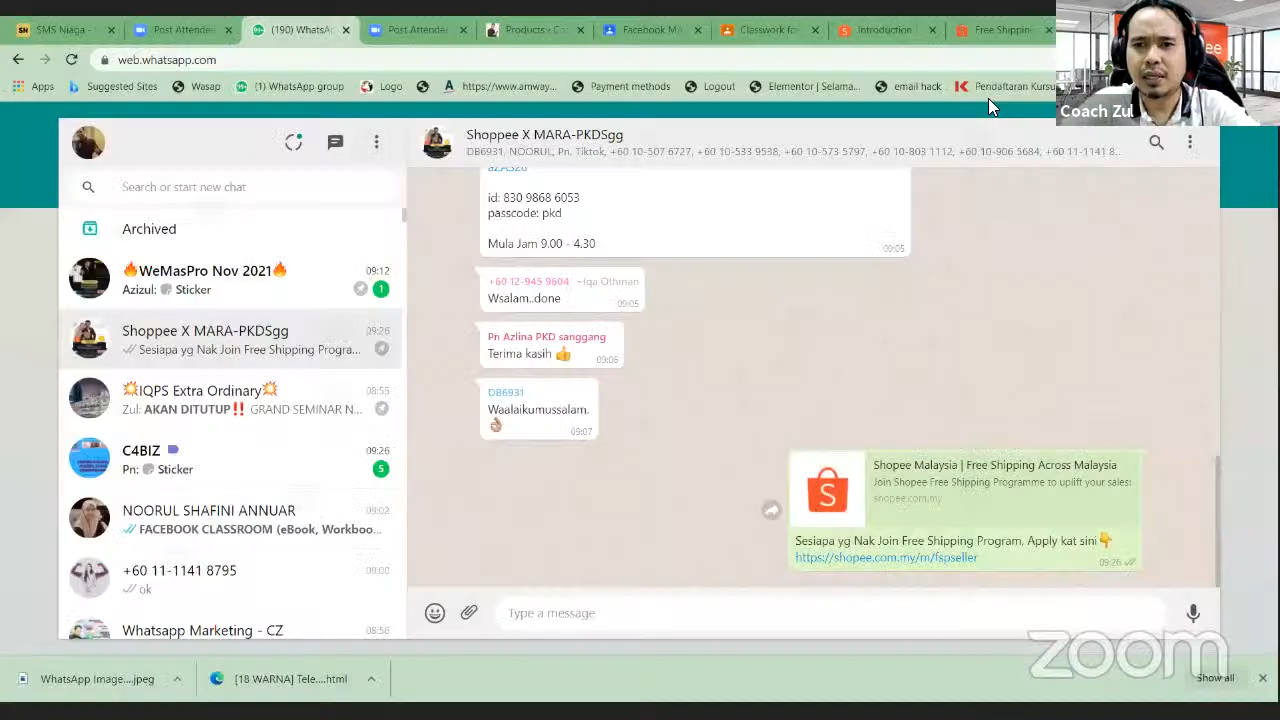 SMS Niaga -
Post Attende
(190) WhatsA
Post Attende
Products
Facebook M
Classwork fo
Introduction
Free Shipping
web.whatsapp.com
Apps
Suggested Sites
Wasap
(1) WhatsApp group
Logo
https://www.amway...
Payment methods
Logout
Elementor | Selama...
email hack
Pendaftaran Kursu
Coach Zul
Search or start new chat
Archived
🔥WeMasPro Nov 2021🔥
09:12
Azizul: Sticker
1
Shoppee X MARA-PKDSgg
09:26
Sesiapa yg Nak Join Free Shipping Progra...
💥IQPS Extra Ordinary💥
08:55
Zul: AKAN DITUTUP‼️ GRAND SEMINAR N...
C4BIZ
09:26
Pn: Sticker
5
NOORUL SHAFINI ANNUAR
09:02
FACEBOOK CLASSROOM (eBook, Workboo...
+60 11-1141 8795
09:00
ok
Whatsapp Marketing - CZ
08:56
Shoppee X MARA-PKDSgg
DB6931, NOORUL, Pn. Tiktok, +60 10-507 6727, +60 10-533 9538, +60 10-573 5797, +60 10-803 1112, +60 10-906 5684, +60 11-1141 8...
id: 830 9868 6053
passcode: pkd
Mula Jam 9.00 - 4.30
09:05
+60 12-945 9604 ~Iqa Othman
Wsalam..done
09:05
Pn Azlina PKD sanggang
Terima kasih 👍
09:06
DB6931
Waalaikumussalam.
👌🏽
09:07
Shopee Malaysia | Free Shipping Across Malaysia
Join Shopee Free Shipping Programme to uplift your sales!
shopee.com.my
Sesiapa yg Nak Join Free Shipping Program, Apply kat sini👇
https://shopee.com.my/m/fspseller
09:26
Type a message
zoom
WhatsApp Image....jpeg
[18 WARNA] Tele....html
Show all